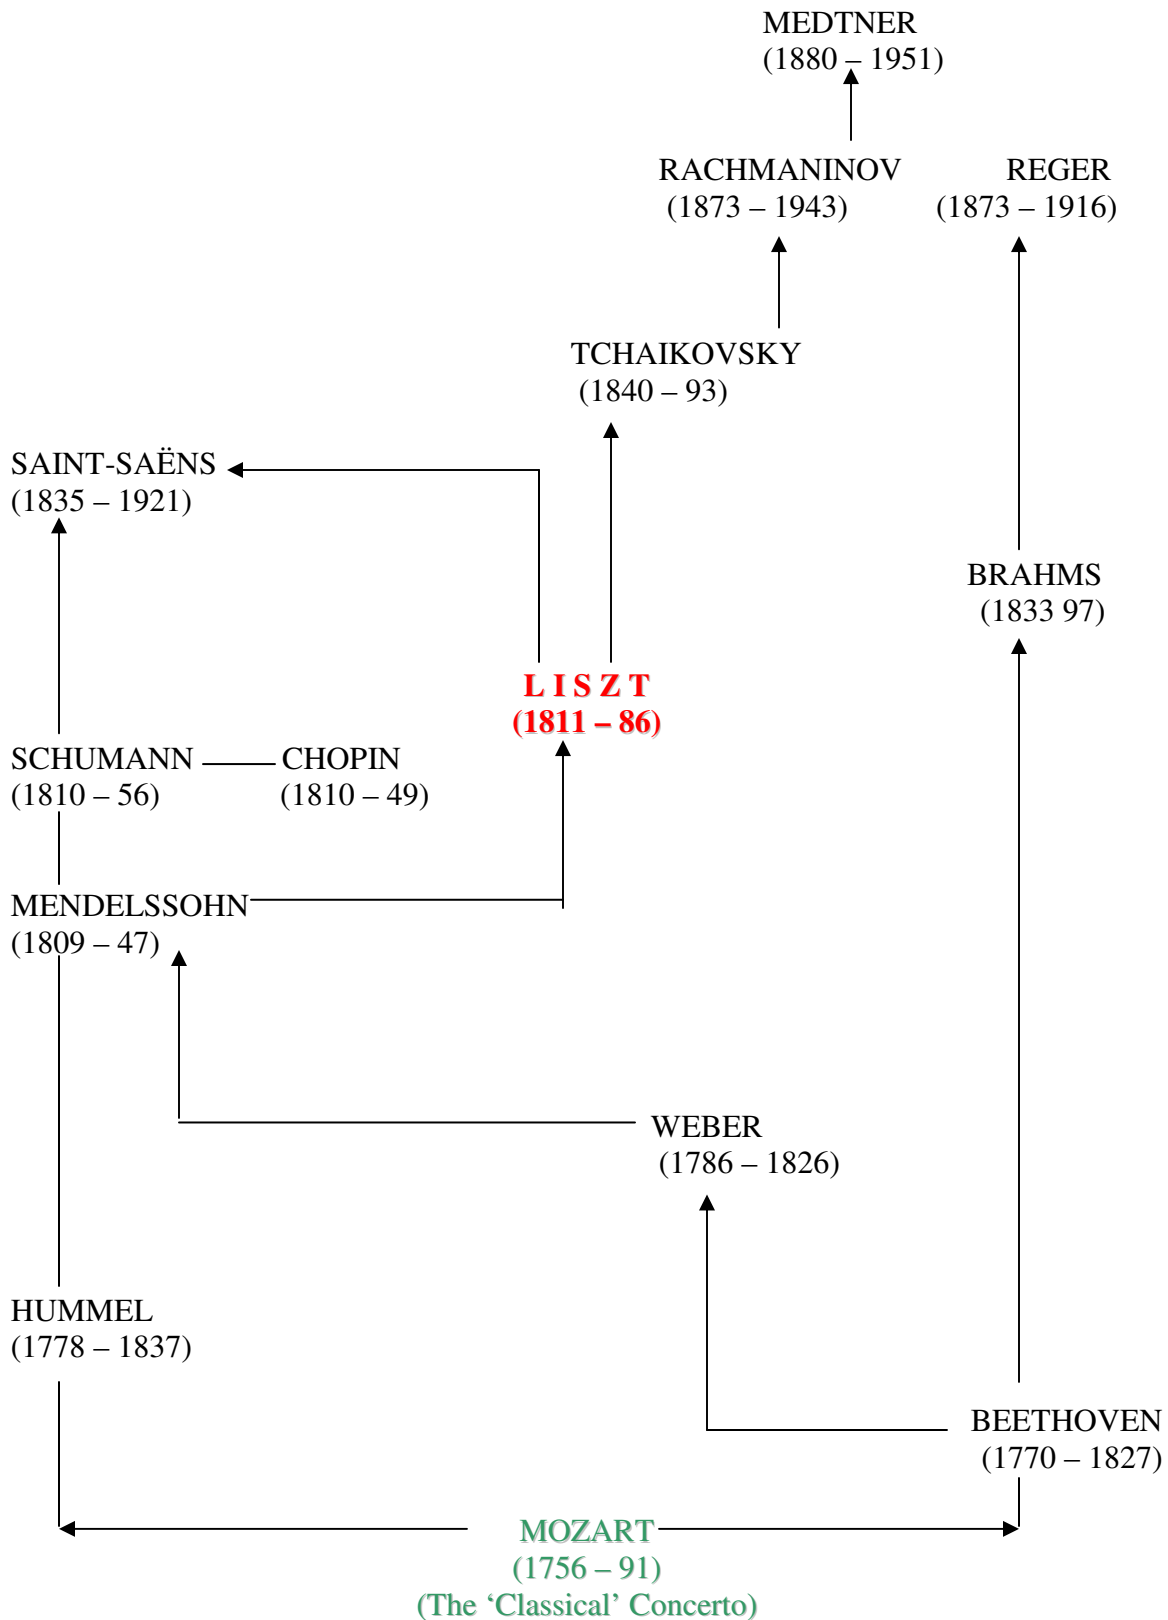 MEDTNER
(1880 – 1951)
RACHMANINOV
(1873 – 1943)
REGER
(1873 – 1916)
TCHAIKOVSKY
(1840 – 93)
SAINT-SAËNS
(1835 – 1921)
BRAHMS
(1833 97)
L I S Z T
(1811 – 86)
SCHUMANN
(1810 – 56)
CHOPIN
(1810 – 49)
MENDELSSOHN
(1809 – 47)
WEBER
(1786 – 1826)
HUMMEL
(1778 – 1837)
BEETHOVEN
(1770 – 1827)
MOZART
(1756 – 91)
(The ‘Classical’ Concerto)